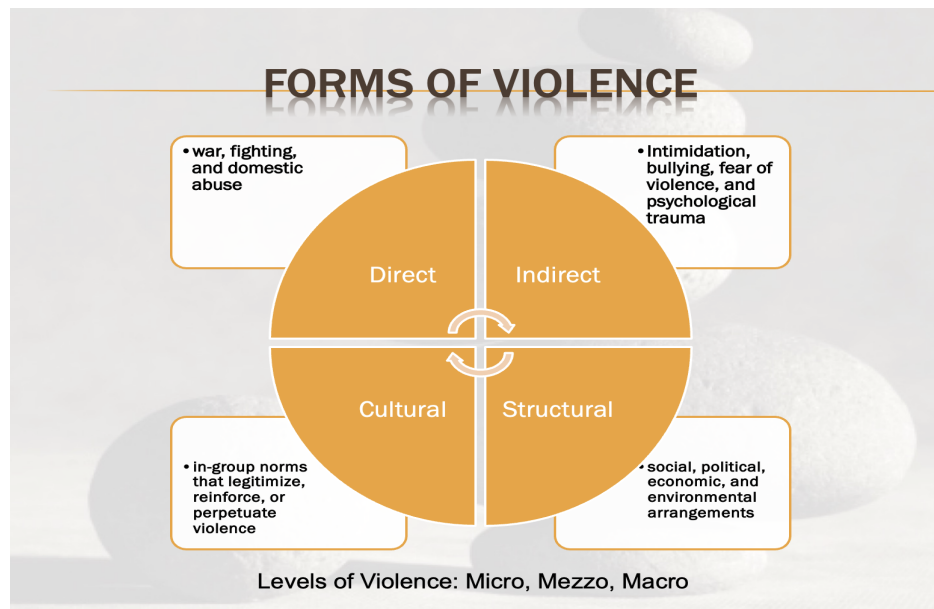 FORMS OF VIOLENCE
• war, fighting,
and domestic
abuse
• Intimidation,
bullying, fear of
violence, and
psychological
trauma
Direct
Indirect
Cultural
Structural
• in-group norms
that legitimize,
reinforce, or
perpetuate
violence
• social, political,
economic, and
environmental
arrangements
Levels of Violence: Micro, Mezzo, Macro